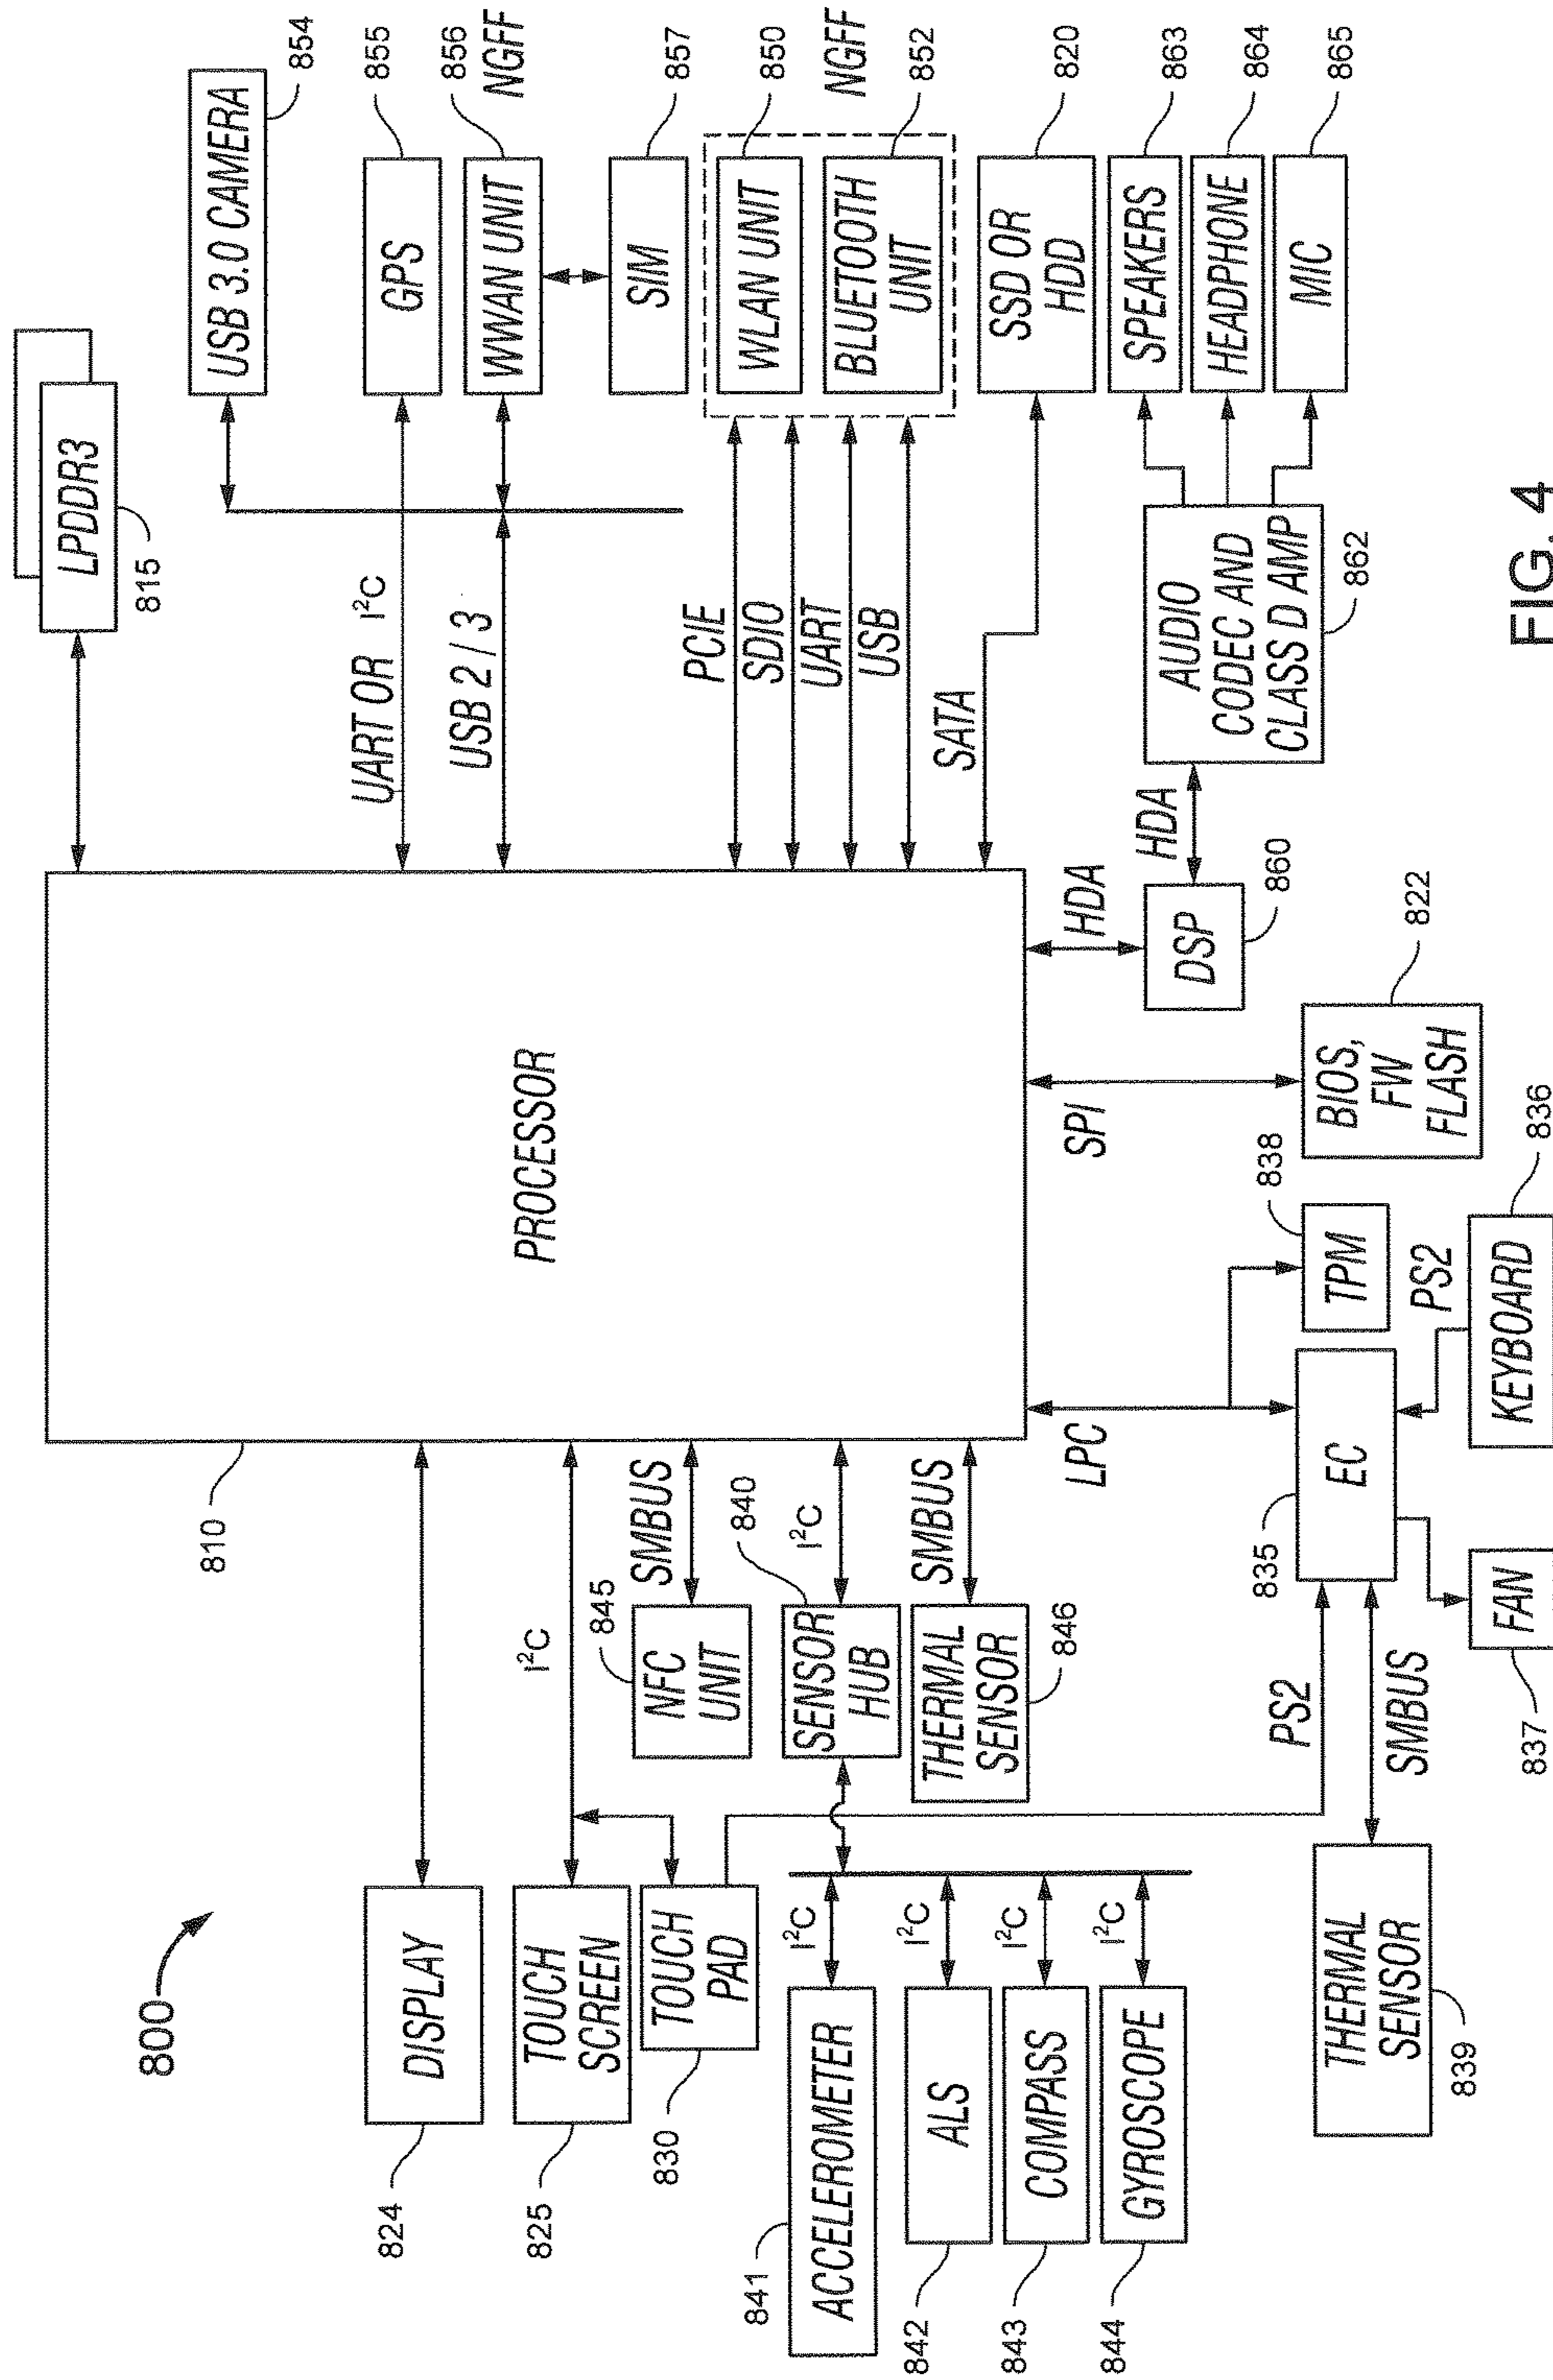 800
810
LPDDR3
815
USB 3.0 CAMERA
854
DISPLAY
824
PROCESSOR
UART OR I²C
GPS
855
USB 2 / 3
WWAN UNIT
856
NGFF
TOUCH
SCREEN
825
I²C
SIM
857
TOUCH
PAD
830
NFC
UNIT
845
SMBUS
PCIE
SDIO
UART
USB
WLAN UNIT
850
BLUETOOTH
UNIT
852
NGFF
ACCELEROMETER
841
I²C
SENSOR
HUB
840
I²C
ALS
842
I²C
THERMAL
SENSOR
846
SMBUS
SATA
SSD OR
HDD
820
COMPASS
843
I²C
GYROSCOPE
844
I²C
LPC
SPI
HDA
DSP
860
HDA
AUDIO
CODEC AND
CLASS D AMP
862
SPEAKERS
863
HEADPHONE
864
MIC
865
THERMAL
SENSOR
839
PS2
SMBUS
EC
835
TPM
838
BIOS,
FW
FLASH
822
FAN
837
PS2
KEYBOARD
836
FIG. 4